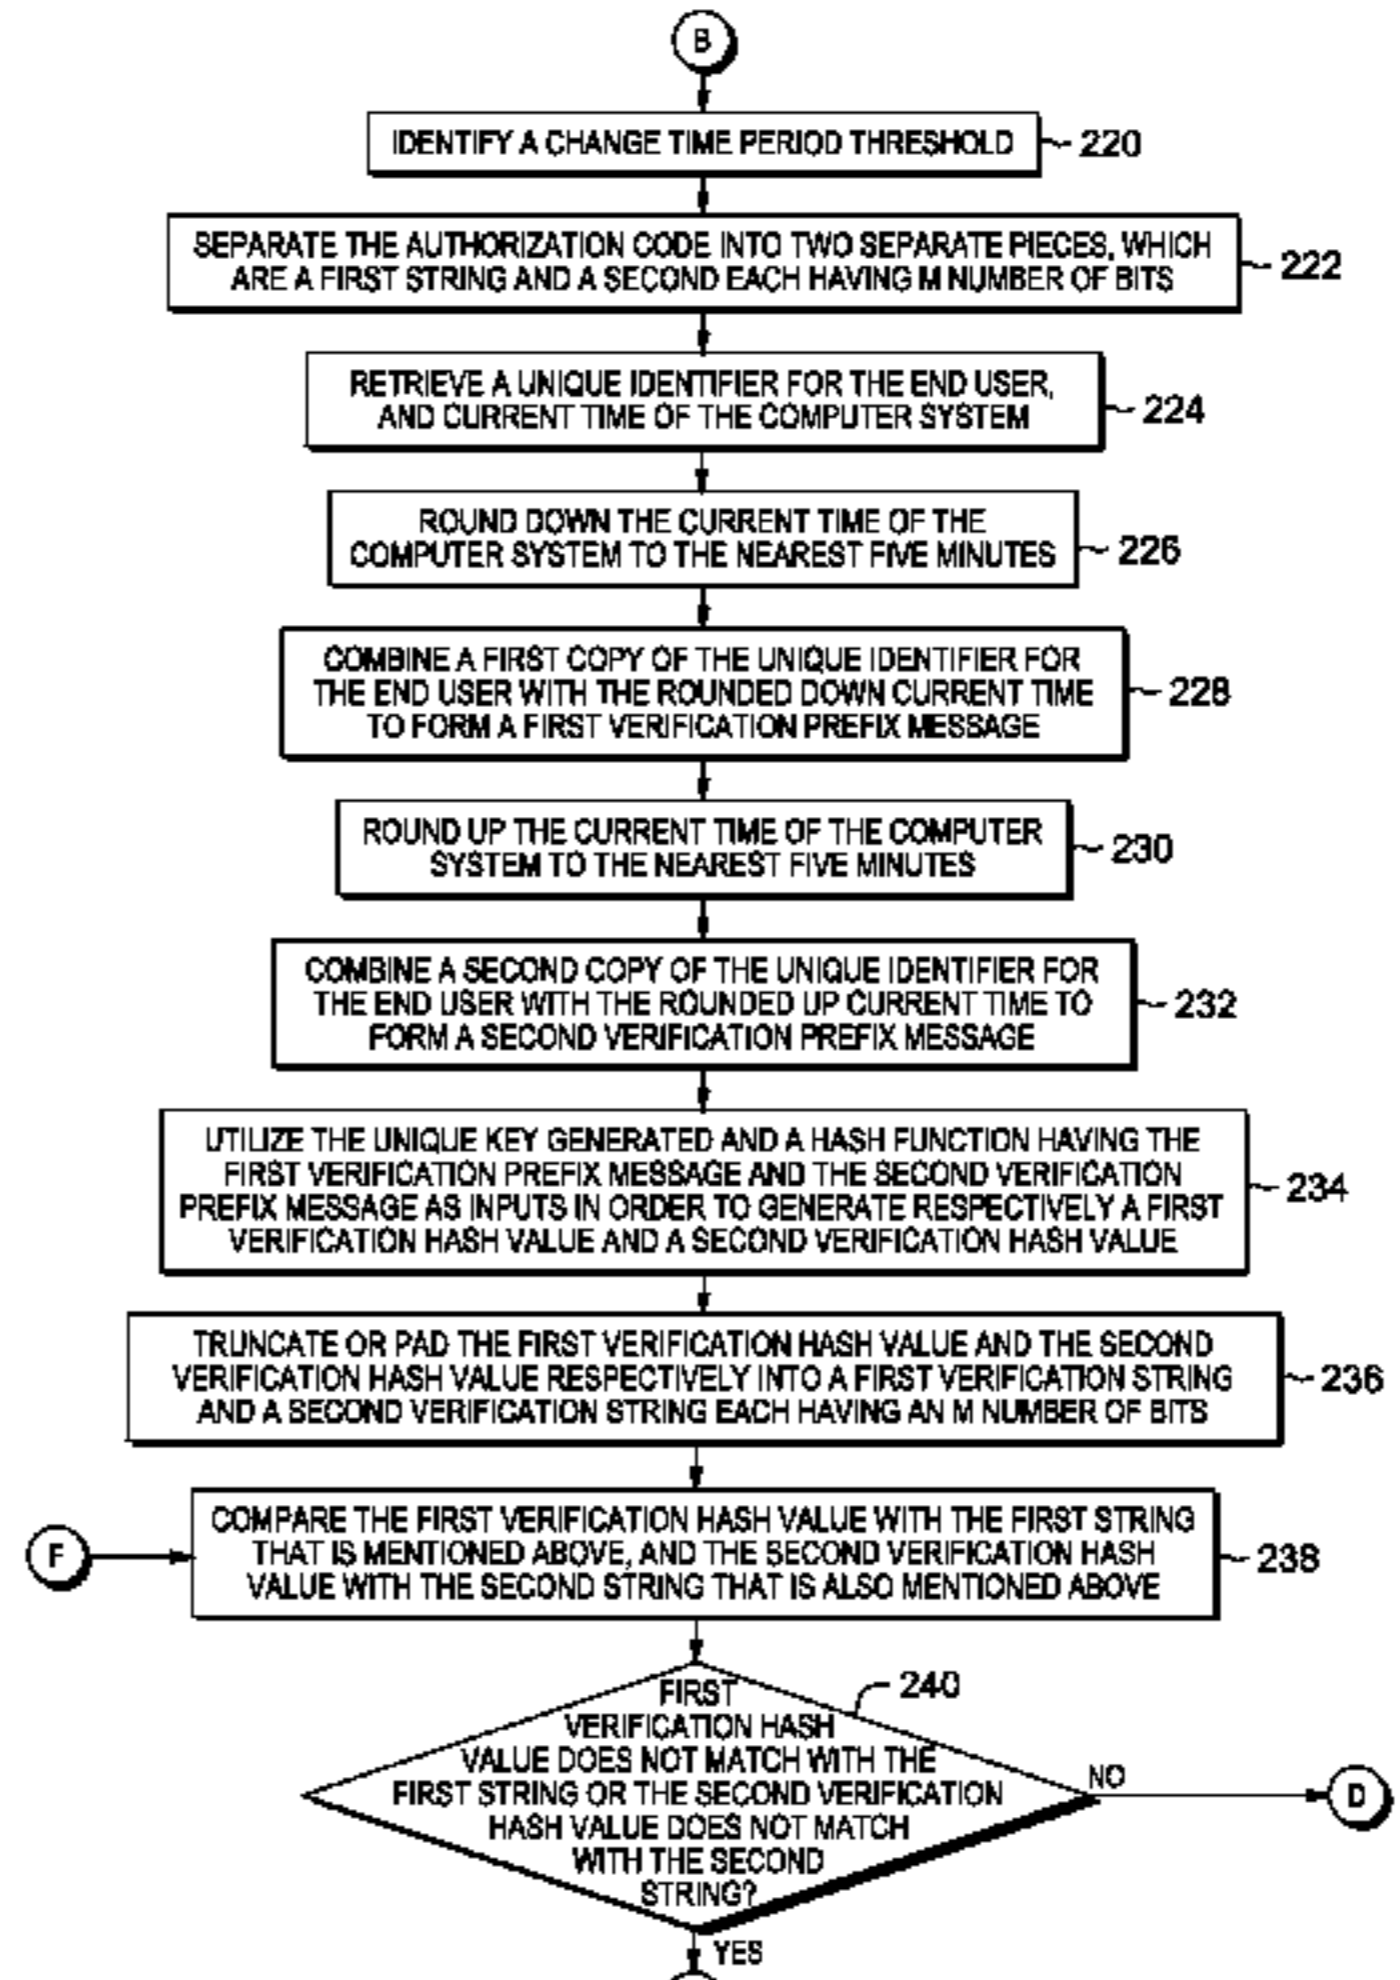 B
IDENTIFY A CHANGE TIME PERIOD THRESHOLD
220
SEPARATE THE AUTHORIZATION CODE INTO TWO SEPARATE PIECES, WHICH
ARE A FIRST STRING AND A SECOND EACH HAVING M NUMBER OF BITS
222
RETRIEVE A UNIQUE IDENTIFIER FOR THE END USER,
AND CURRENT TIME OF THE COMPUTER SYSTEM
224
ROUND DOWN THE CURRENT TIME OF THE
COMPUTER SYSTEM TO THE NEAREST FIVE MINUTES
226
COMBINE A FIRST COPY OF THE UNIQUE IDENTIFIER FOR
THE END USER WITH THE ROUNDED DOWN CURRENT TIME
TO FORM A FIRST VERIFICATION PREFIX MESSAGE
228
ROUND UP THE CURRENT TIME OF THE COMPUTER
SYSTEM TO THE NEAREST FIVE MINUTES
230
COMBINE A SECOND COPY OF THE UNIQUE IDENTIFIER FOR
THE END USER WITH THE ROUNDED UP CURRENT TIME TO
FORM A SECOND VERIFICATION PREFIX MESSAGE
232
UTILIZE THE UNIQUE KEY GENERATED AND A HASH FUNCTION HAVING THE
FIRST VERIFICATION PREFIX MESSAGE AND THE SECOND VERIFICATION
PREFIX MESSAGE AS INPUTS IN ORDER TO GENERATE RESPECTIVELY A FIRST
VERIFICATION HASH VALUE AND A SECOND VERIFICATION HASH VALUE
234
TRUNCATE OR PAD THE FIRST VERIFICATION HASH VALUE AND THE SECOND
VERIFICATION HASH VALUE RESPECTIVELY INTO A FIRST VERIFICATION STRING
AND A SECOND VERIFICATION STRING EACH HAVING AN M NUMBER OF BITS
236
F
COMPARE THE FIRST VERIFICATION HASH VALUE WITH THE FIRST STRING
THAT IS MENTIONED ABOVE, AND THE SECOND VERIFICATION HASH
VALUE WITH THE SECOND STRING THAT IS ALSO MENTIONED ABOVE
238
240
FIRST
VERIFICATION HASH
VALUE DOES NOT MATCH WITH THE
FIRST STRING OR THE SECOND VERIFICATION
HASH VALUE DOES NOT MATCH
WITH THE SECOND
STRING?
NO
D
YES